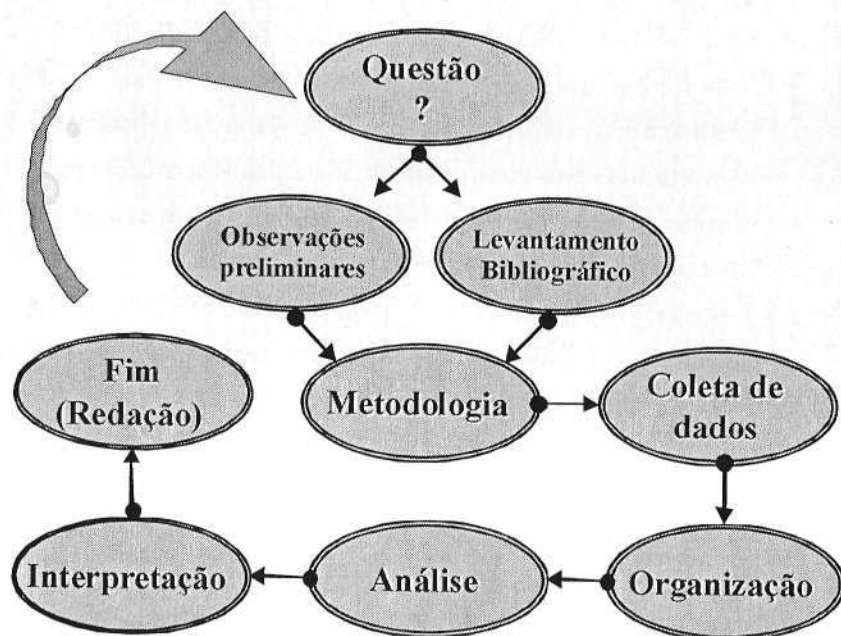 Questão
?
Observações
preliminares
Levantamento
Bibliográfico
Metodologia
Coleta de
dados
Organização
Análise
Interpretação
Fim
(Redação)